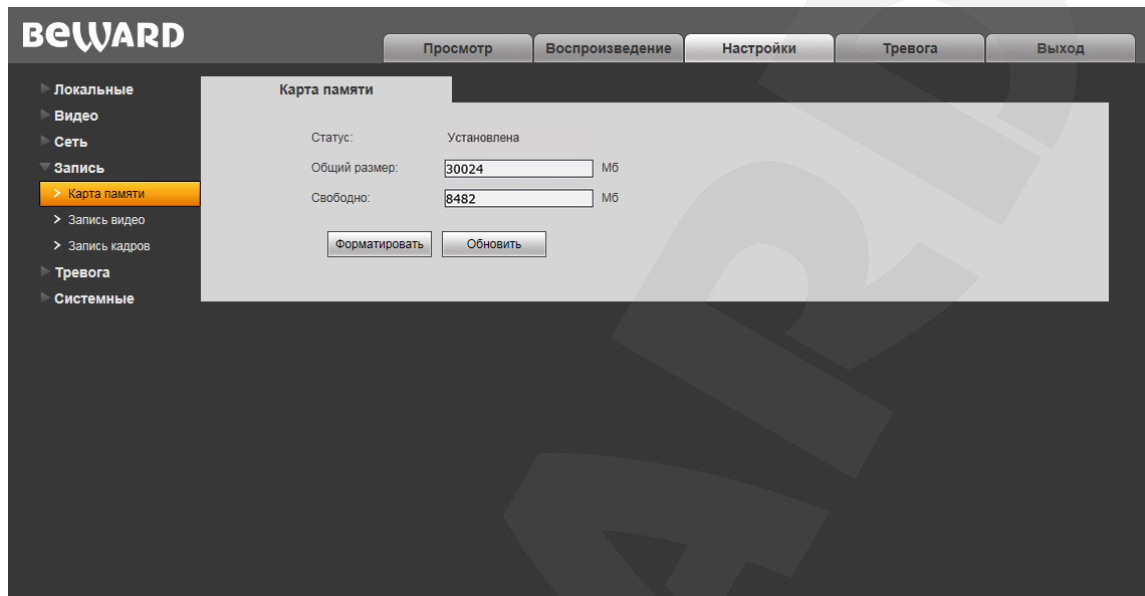 BEWARD
Просмотр Воспроизведение Настройки Тревога Выход
Локальные
Видео
Сеть
Запись
> Карта памяти
> Запись видео
> Запись кадров
Тревога
Системные
Карта памяти
Статус: Установлена
Общий размер: 30024 Мб
Свободно: 8482 Мб
Форматировать Обновить